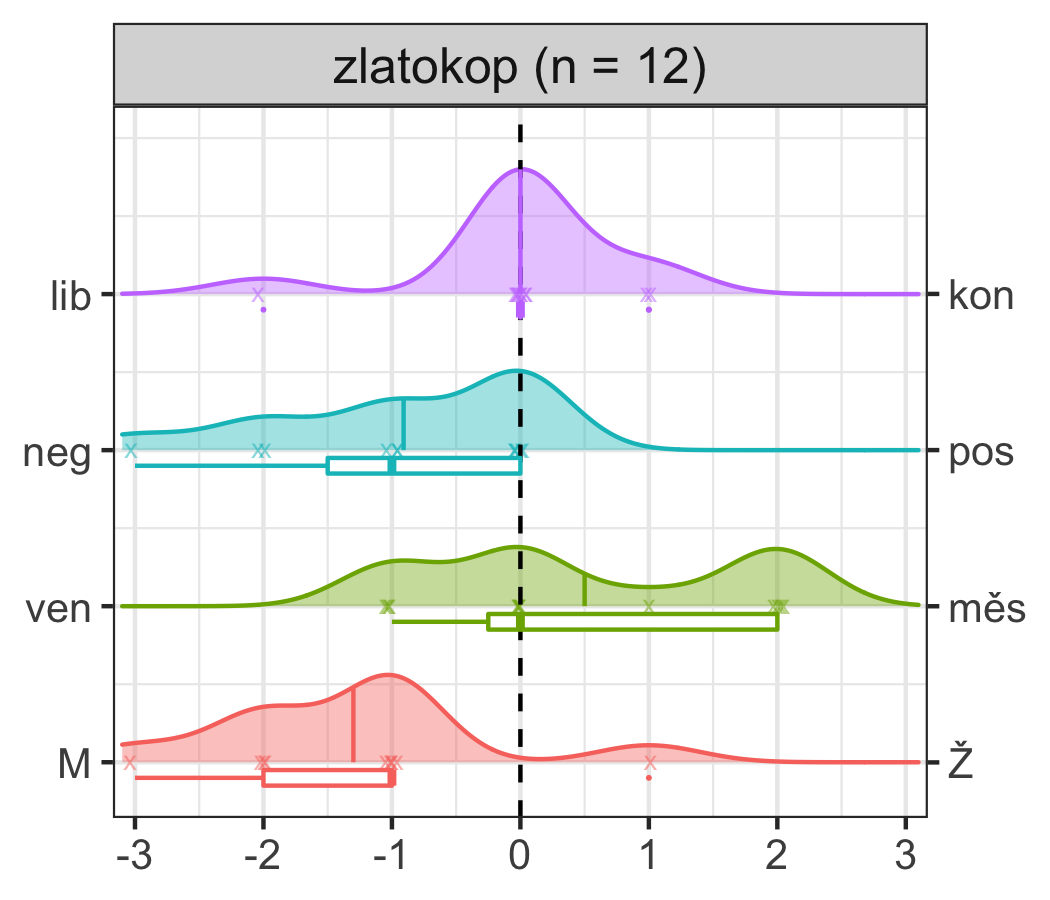 zlatokop (n = 12)
lib kon
neg pos
ven měs
M Ž
-3 -2 -1 0 1 2 3